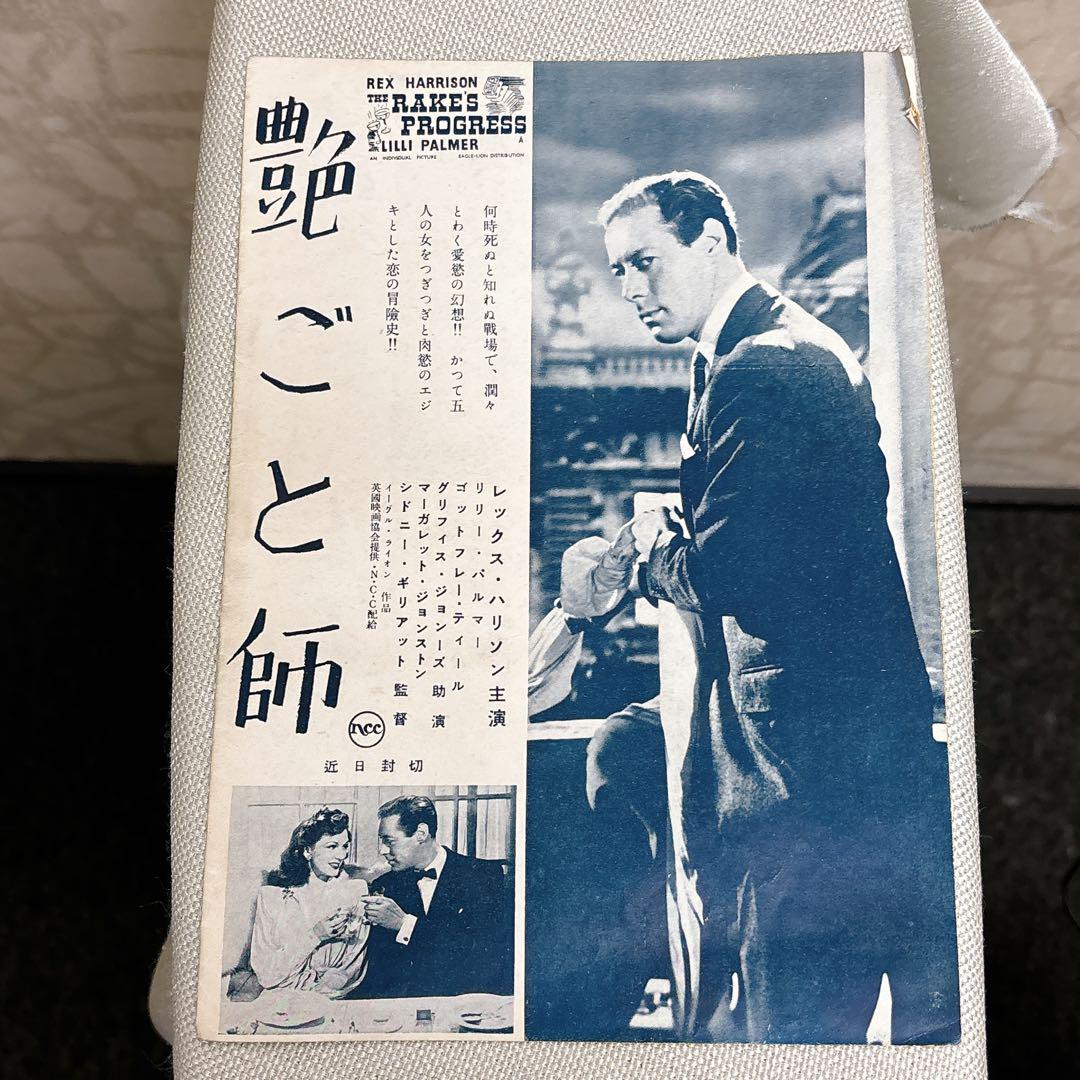 REX HARRISON
THE RAKE'S
PROGRESS
LILLI PALMER
A
AN INDIVIDUAL PICTURE EAGLE-LION DISTRIBUTION
艶ごと師
何時死ぬと知れぬ戰場で、潤々
とわく愛慾の幻想!! かつて五
人の女をつぎつぎと肉慾のエジ
キとした恋の冒險史!!
レックス・ハリソン主演
リリー・パルマー
ゴットフレー・ティール
グリフィス・ジョーンズ助演
マーガレット・ジョンストン
シドニー・ギリアット監督
イーグル・ライオン 作品
英國映画協会提供・N・C・C配給
NCC
近日封切